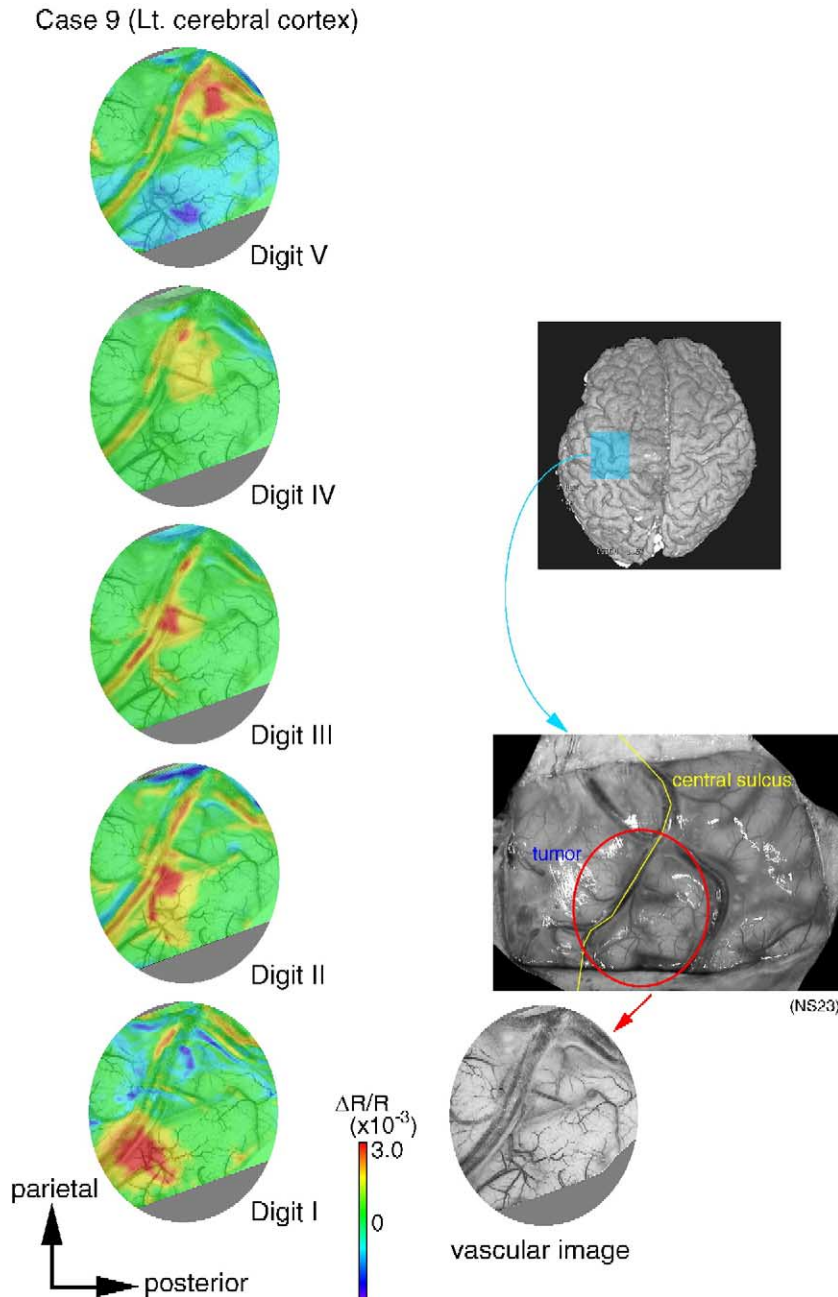 Case 9 (Lt. cerebral cortex)
Digit V
Digit IV
Digit III
Digit II
Digit I
central sulcus
tumor
(NS23)
ΔR/R
(x10⁻³)
3.0
0
parietal
posterior
vascular image